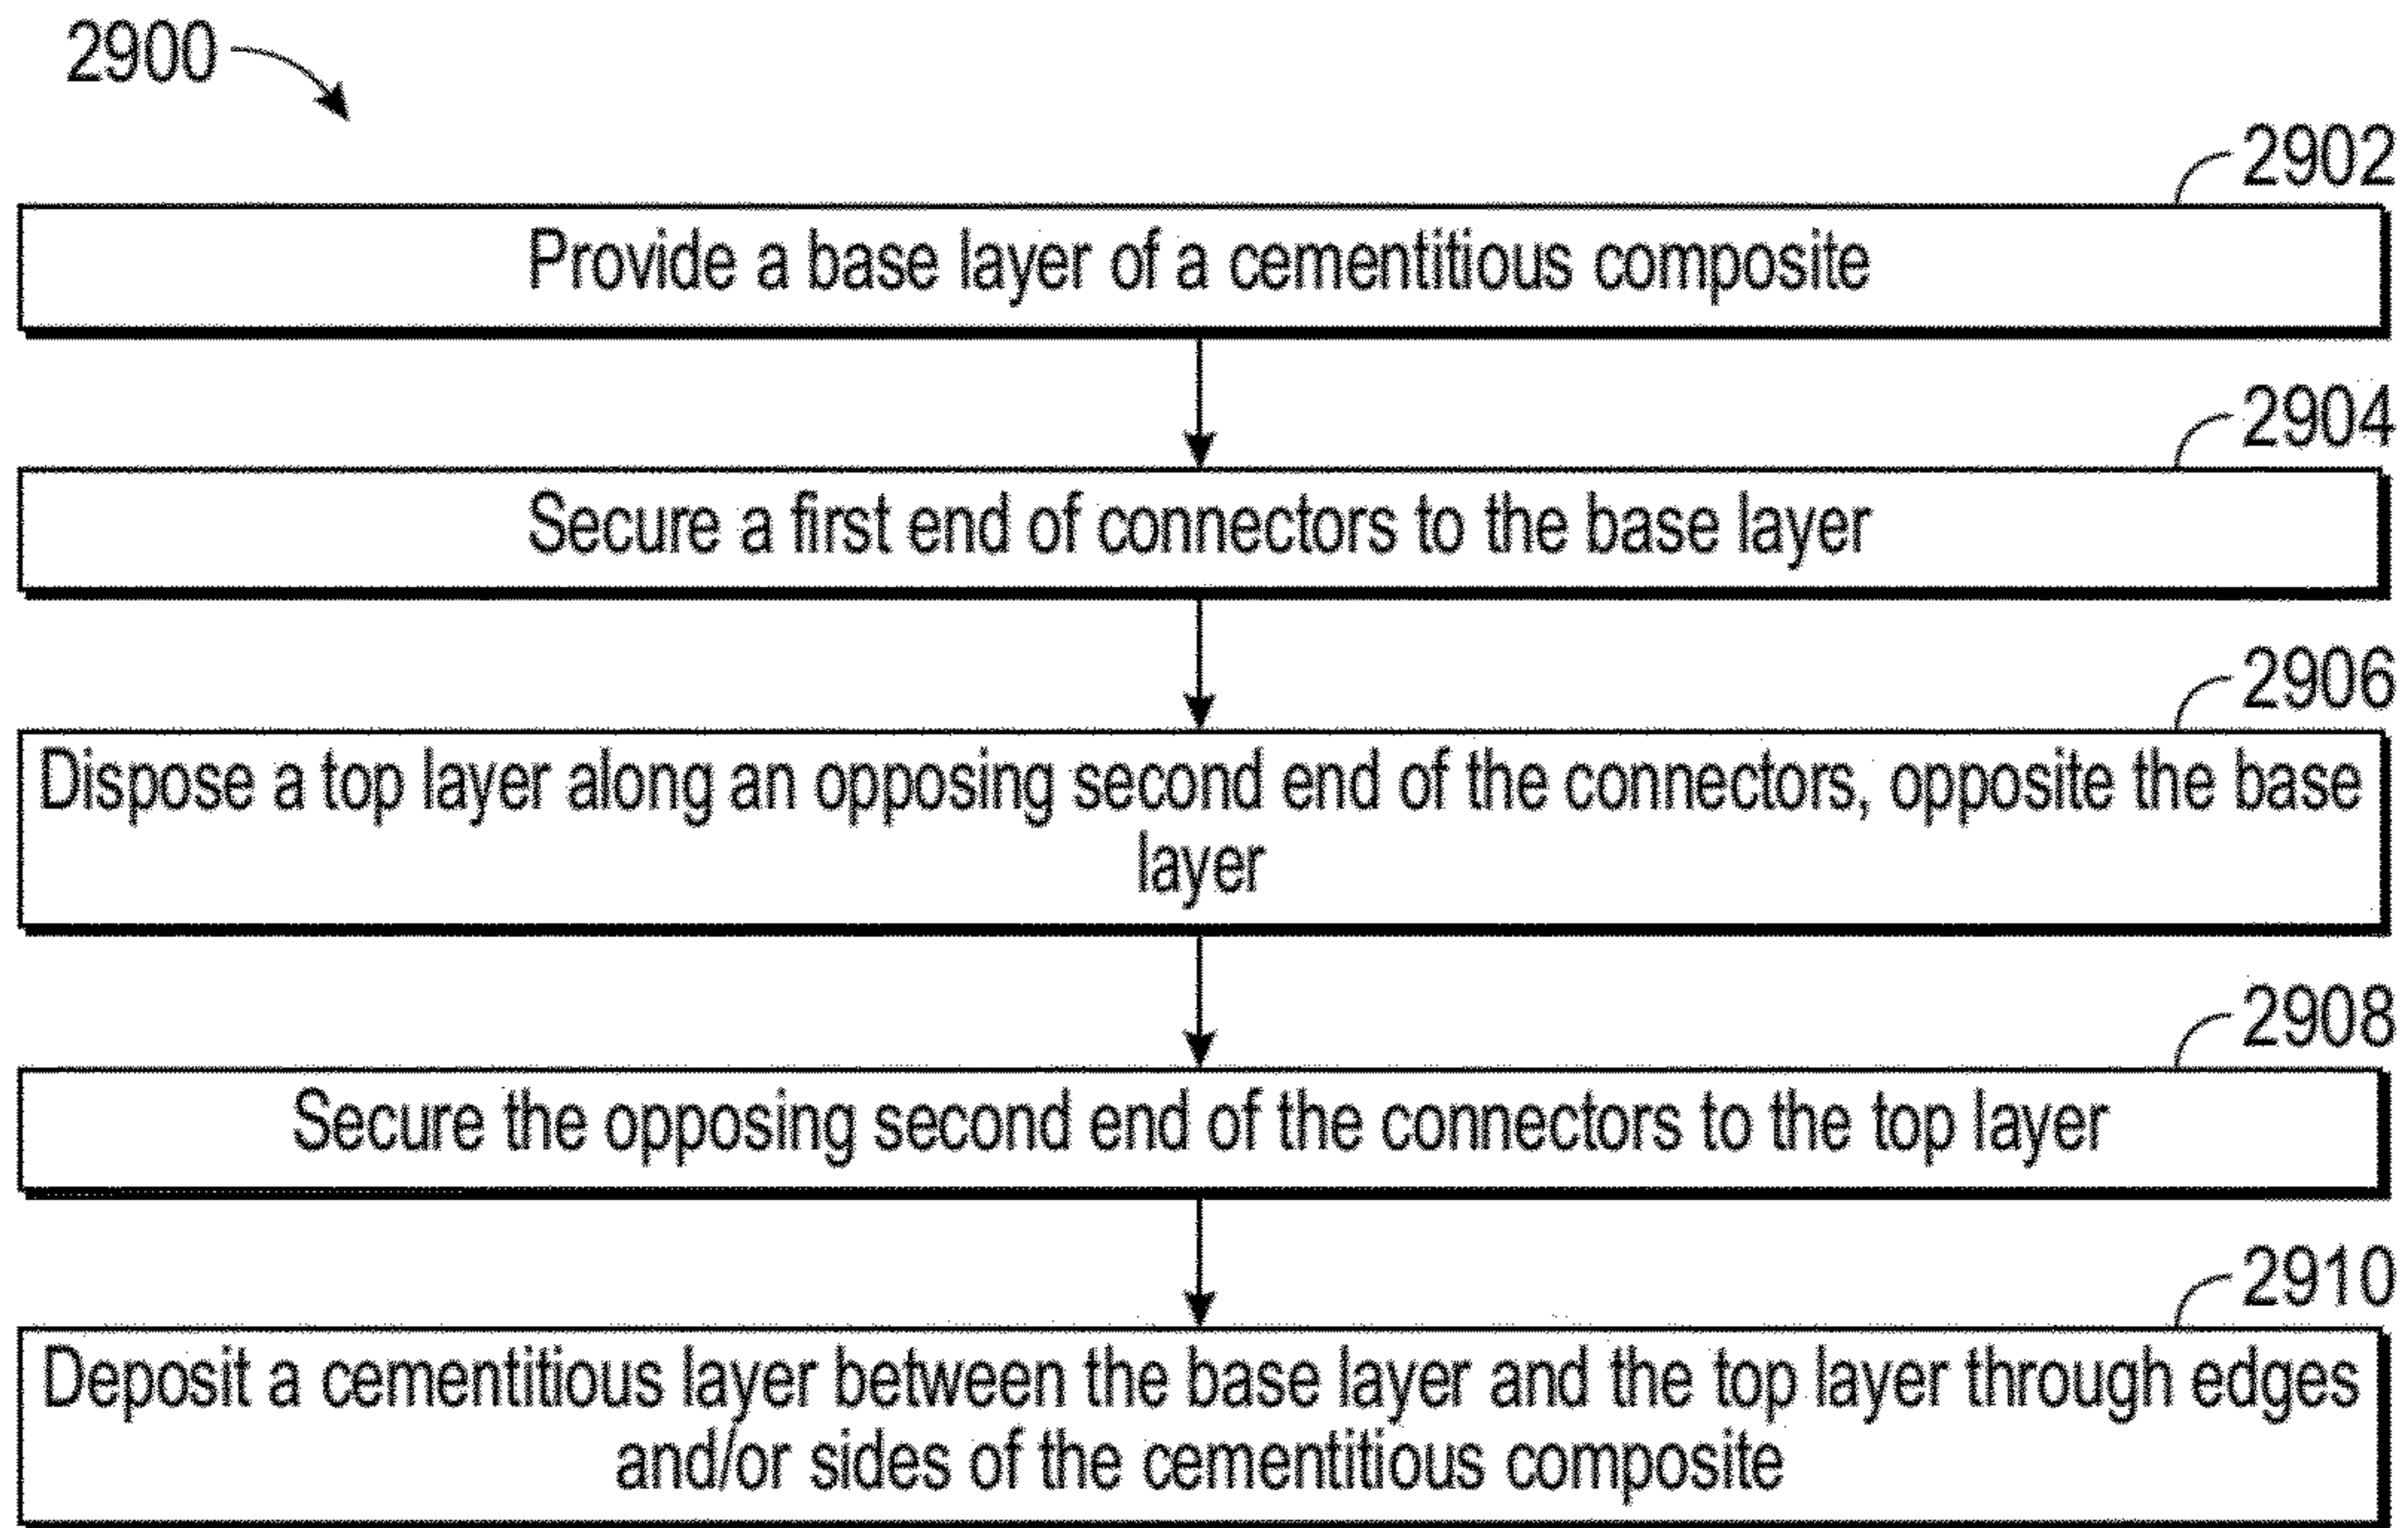 2900
2902
Provide a base layer of a cementitious composite
2904
Secure a first end of connectors to the base layer
2906
Dispose a top layer along an opposing second end of the connectors, opposite the base
layer
2908
Secure the opposing second end of the connectors to the top layer
2910
Deposit a cementitious layer between the base layer and the top layer through edges
and/or sides of the cementitious composite